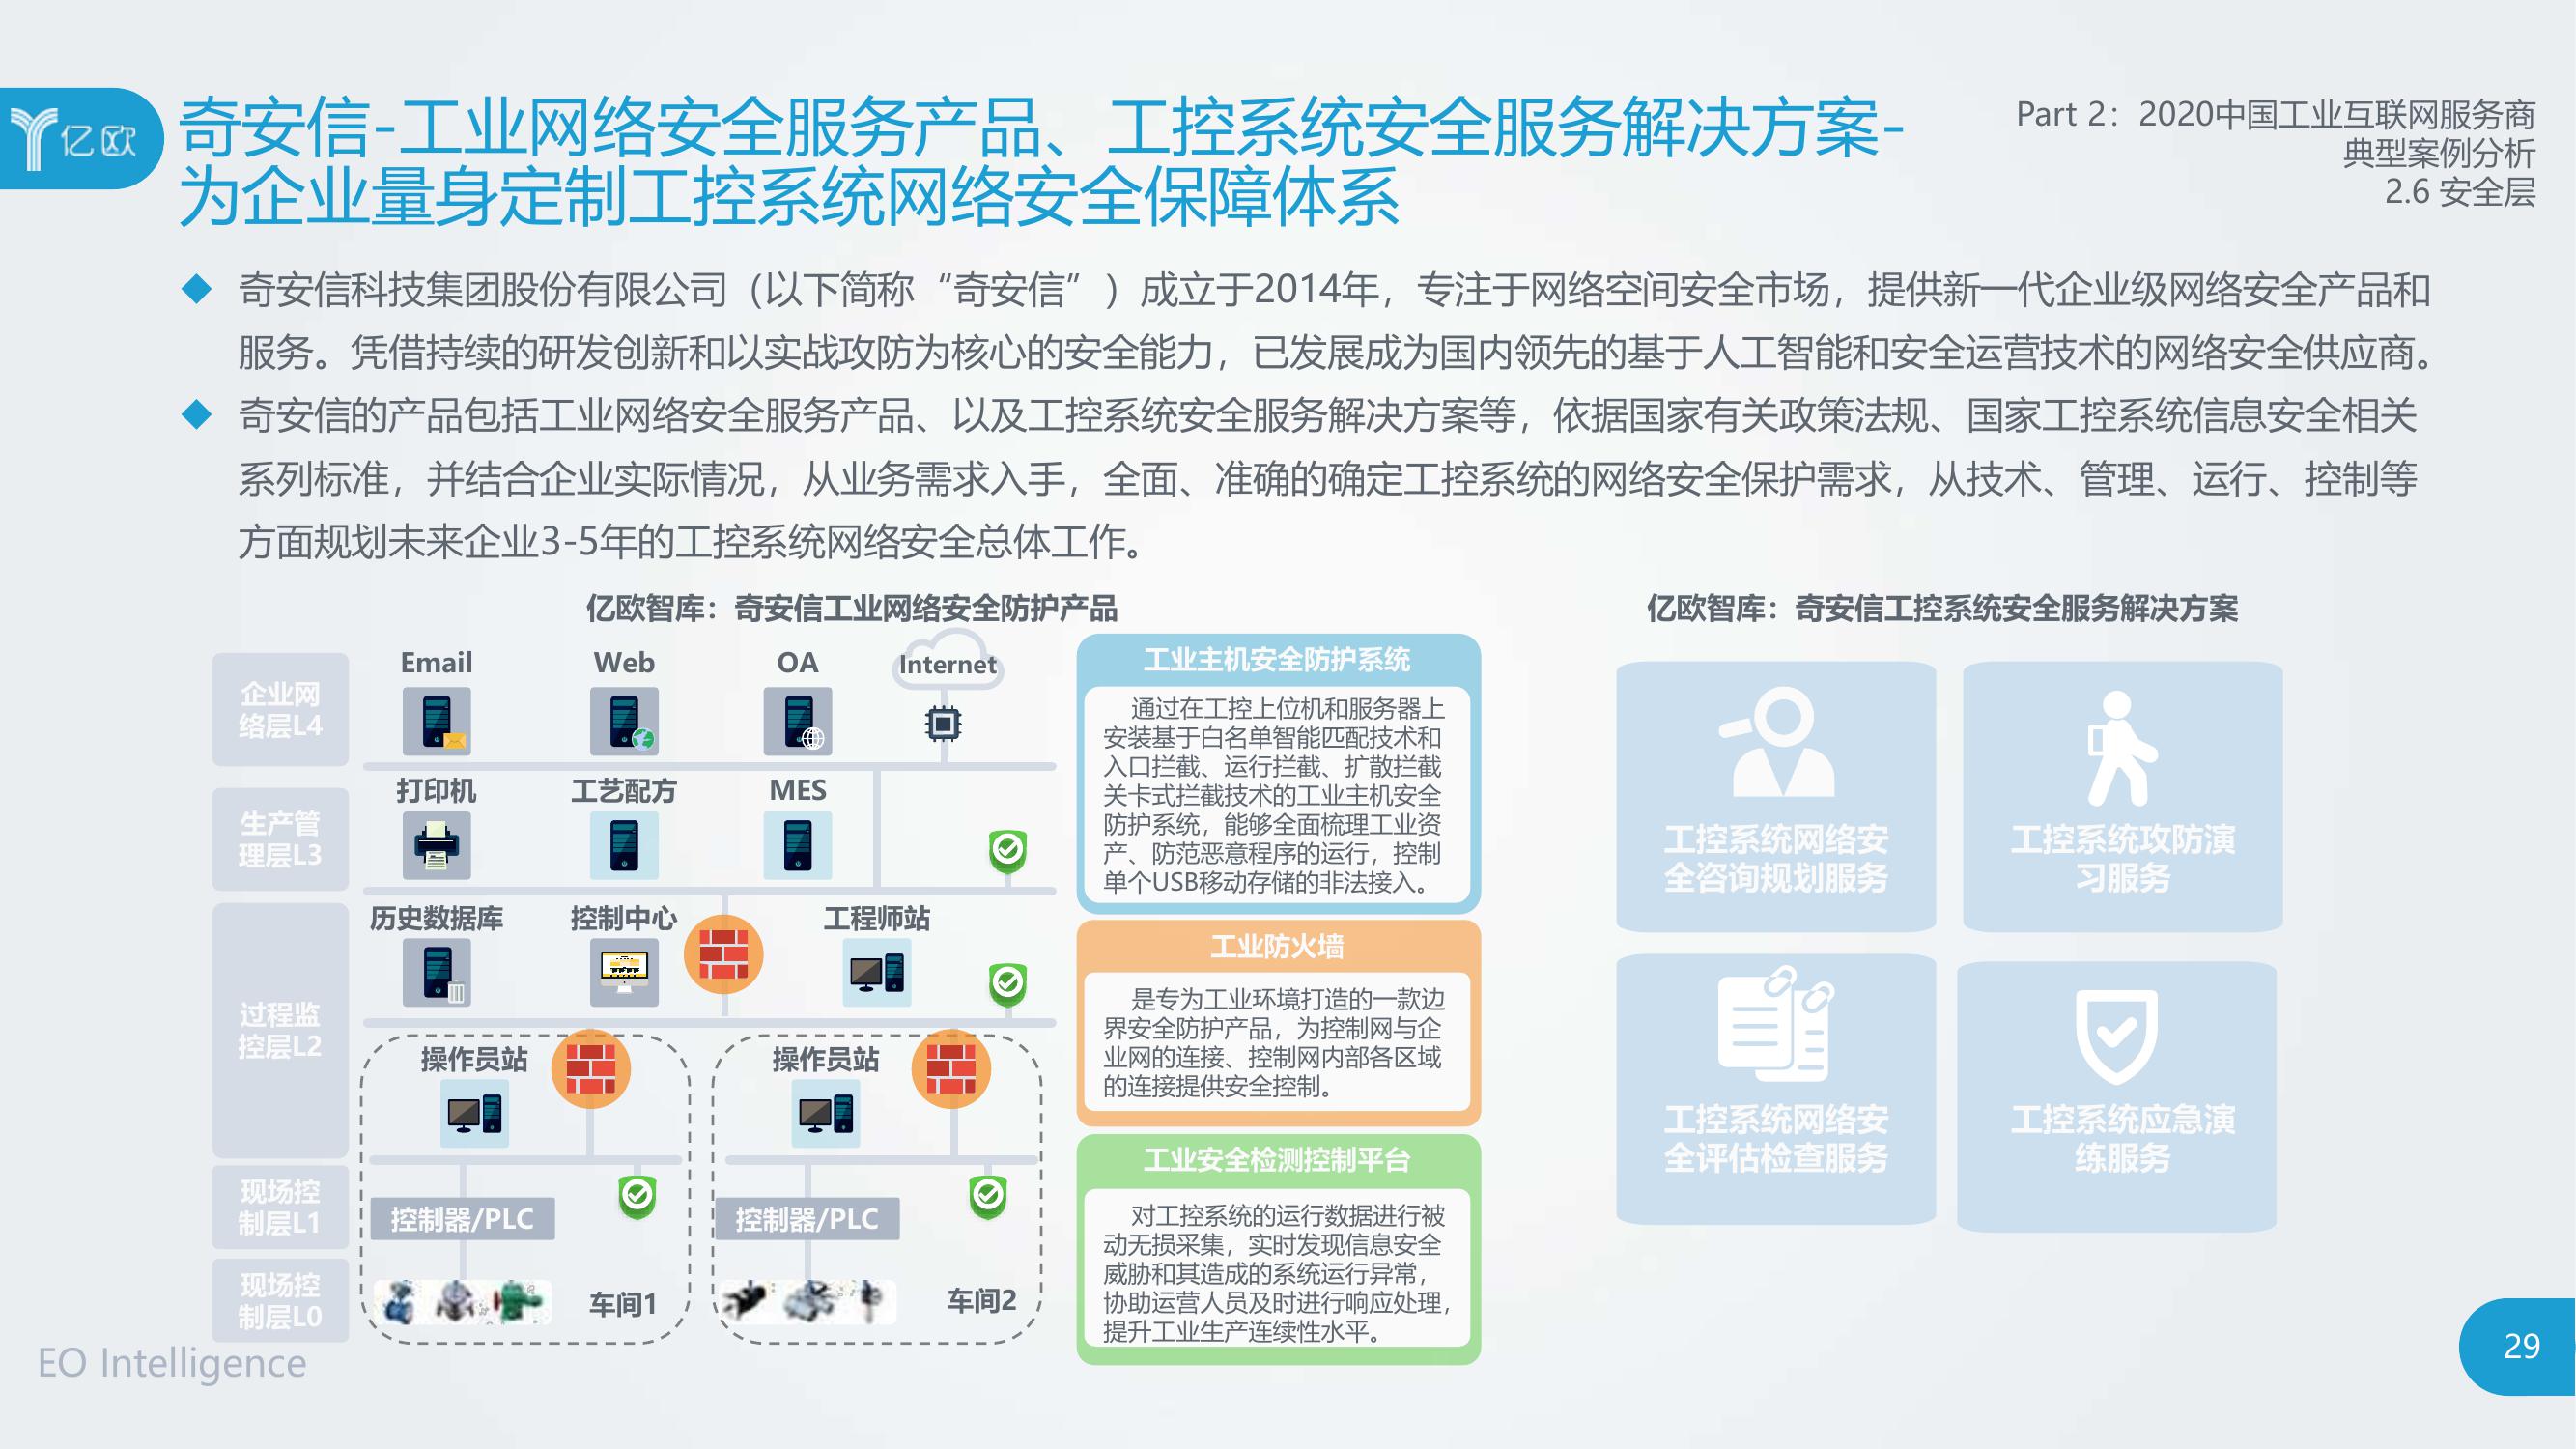 亿欧
奇安信-工业网络安全服务产品、工控系统安全服务解决方案-
为企业量身定制工控系统网络安全保障体系
Part 2：2020中国工业互联网服务商
典型案例分析
2.6 安全层
奇安信科技集团股份有限公司（以下简称“奇安信”）成立于2014年，专注于网络空间安全市场，提供新一代企业级网络安全产品和
服务。凭借持续的研发创新和以实战攻防为核心的安全能力，已发展成为国内领先的基于人工智能和安全运营技术的网络安全供应商。
奇安信的产品包括工业网络安全服务产品、以及工控系统安全服务解决方案等，依据国家有关政策法规、国家工控系统信息安全相关
系列标准，并结合企业实际情况，从业务需求入手，全面、准确的确定工控系统的网络安全保护需求，从技术、管理、运行、控制等
方面规划未来企业3-5年的工控系统网络安全总体工作。
亿欧智库：奇安信工业网络安全防护产品
企业网
络层L4
Email
Web
OA
Internet
生产管
理层L3
打印机
工艺配方
MES
过程监
控层L2
历史数据库
控制中心
工程师站
操作员站
操作员站
现场控
制层L1
控制器/PLC
控制器/PLC
现场控
制层L0
车间1
车间2
工业主机安全防护系统
通过在工控上位机和服务器上
安装基于白名单智能匹配技术和
入口拦截、运行拦截、扩散拦截
关卡式拦截技术的工业主机安全
防护系统，能够全面梳理工业资
产、防范恶意程序的运行，控制
单个USB移动存储的非法接入。
工业防火墙
是专为工业环境打造的一款边
界安全防护产品，为控制网与企
业网的连接、控制网内部各区域
的连接提供安全控制。
工业安全检测控制平台
对工控系统的运行数据进行被
动无损采集，实时发现信息安全
威胁和其造成的系统运行异常，
协助运营人员及时进行响应处理，
提升工业生产连续性水平。
亿欧智库：奇安信工控系统安全服务解决方案
工控系统网络安
全咨询规划服务
工控系统攻防演
习服务
工控系统网络安
全评估检查服务
工控系统应急演
练服务
EO Intelligence
29